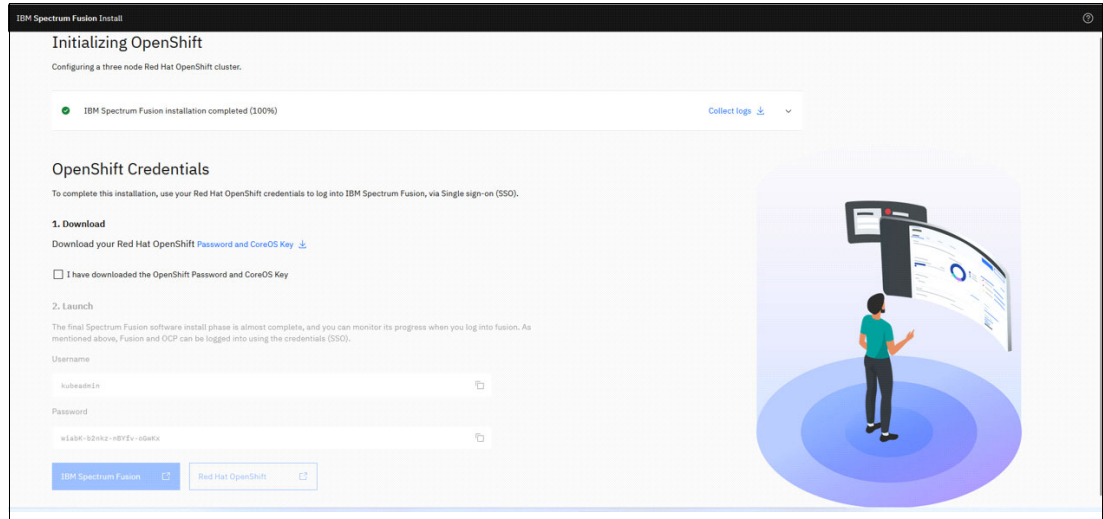 IBM Spectrum Fusion Install
Initializing OpenShift
Configuring a three node Red Hat OpenShift cluster.
IBM Spectrum Fusion installation completed (100%)
Collect logs
OpenShift Credentials
To complete this installation, use your Red Hat OpenShift credentials to log into IBM Spectrum Fusion, via Single sign-on (SSO).
1. Download
Download your Red Hat OpenShift Password and CoreOS Key
I have downloaded the OpenShift Password and CoreOS Key
2. Launch
The final Spectrum Fusion software install phase is almost complete, and you can monitor its progress when you log into fusion. As
mentioned above, Fusion and OCP can be logged into using the credentials (SSO).
Username
kubeadmin
Password
IBM Spectrum Fusion
Red Hat OpenShift